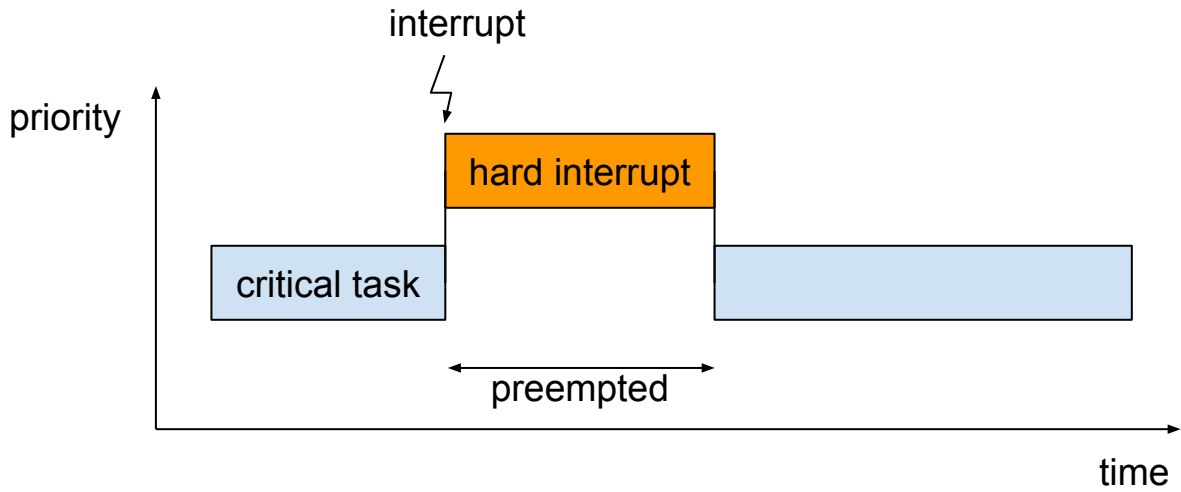 interrupt
priority
hard interrupt
critical task
preempted
time